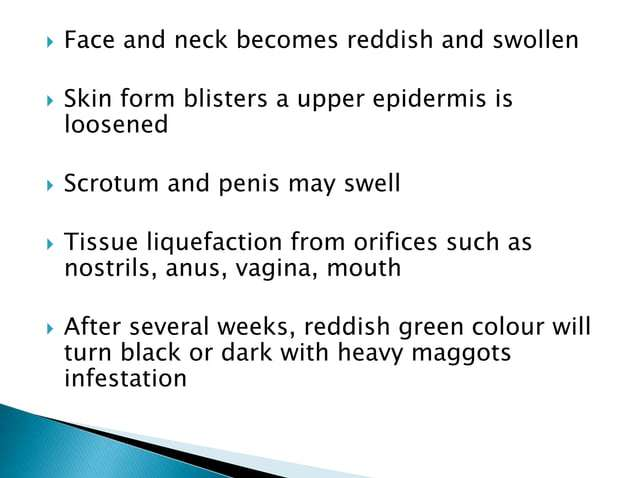 Face and neck becomes reddish and swollen
Skin form blisters a upper epidermis is
loosened
Scrotum and penis may swell
Tissue liquefaction from orifices such as
nostrils, anus, vagina, mouth
After several weeks, reddish green colour will
turn black or dark with heavy maggots
infestation